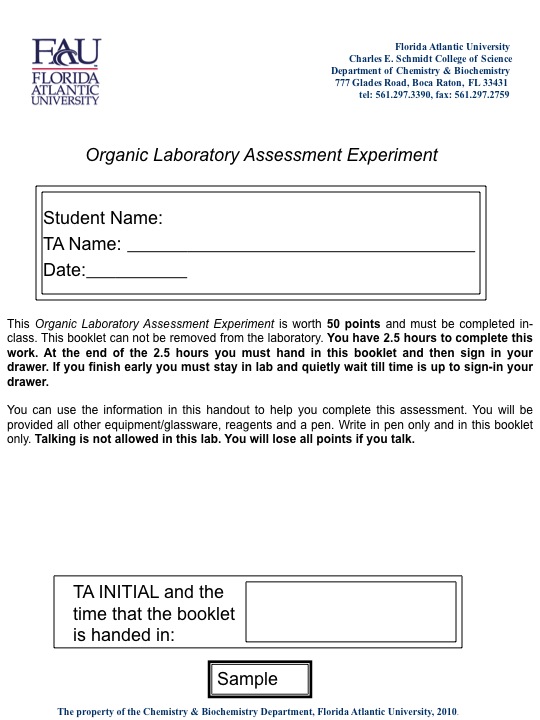 FAU
FLORIDA
ATLANTIC
UNIVERSITY
Florida Atlantic University
Charles E. Schmidt College of Science
Department of Chemistry & Biochemistry
777 Glades Road, Boca Raton, FL 33431
tel: 561.297.3390, fax: 561.297.2759
Organic Laboratory Assessment Experiment
Student Name:
TA Name: ___________________________________
Date:__________
This Organic Laboratory Assessment Experiment is worth 50 points and must be completed in-
class. This booklet can not be removed from the laboratory. You have 2.5 hours to complete this
work. At the end of the 2.5 hours you must hand in this booklet and then sign in your
drawer. If you finish early you must stay in lab and quietly wait till time is up to sign-in your
drawer.
You can use the information in this handout to help you complete this assessment. You will be
provided all other equipment/glassware, reagents and a pen. Write in pen only and in this booklet
only. Talking is not allowed in this lab. You will lose all points if you talk.
TA INITIAL and the
time that the booklet
is handed in:
Sample
The property of the Chemistry & Biochemistry Department, Florida Atlantic University, 2010.